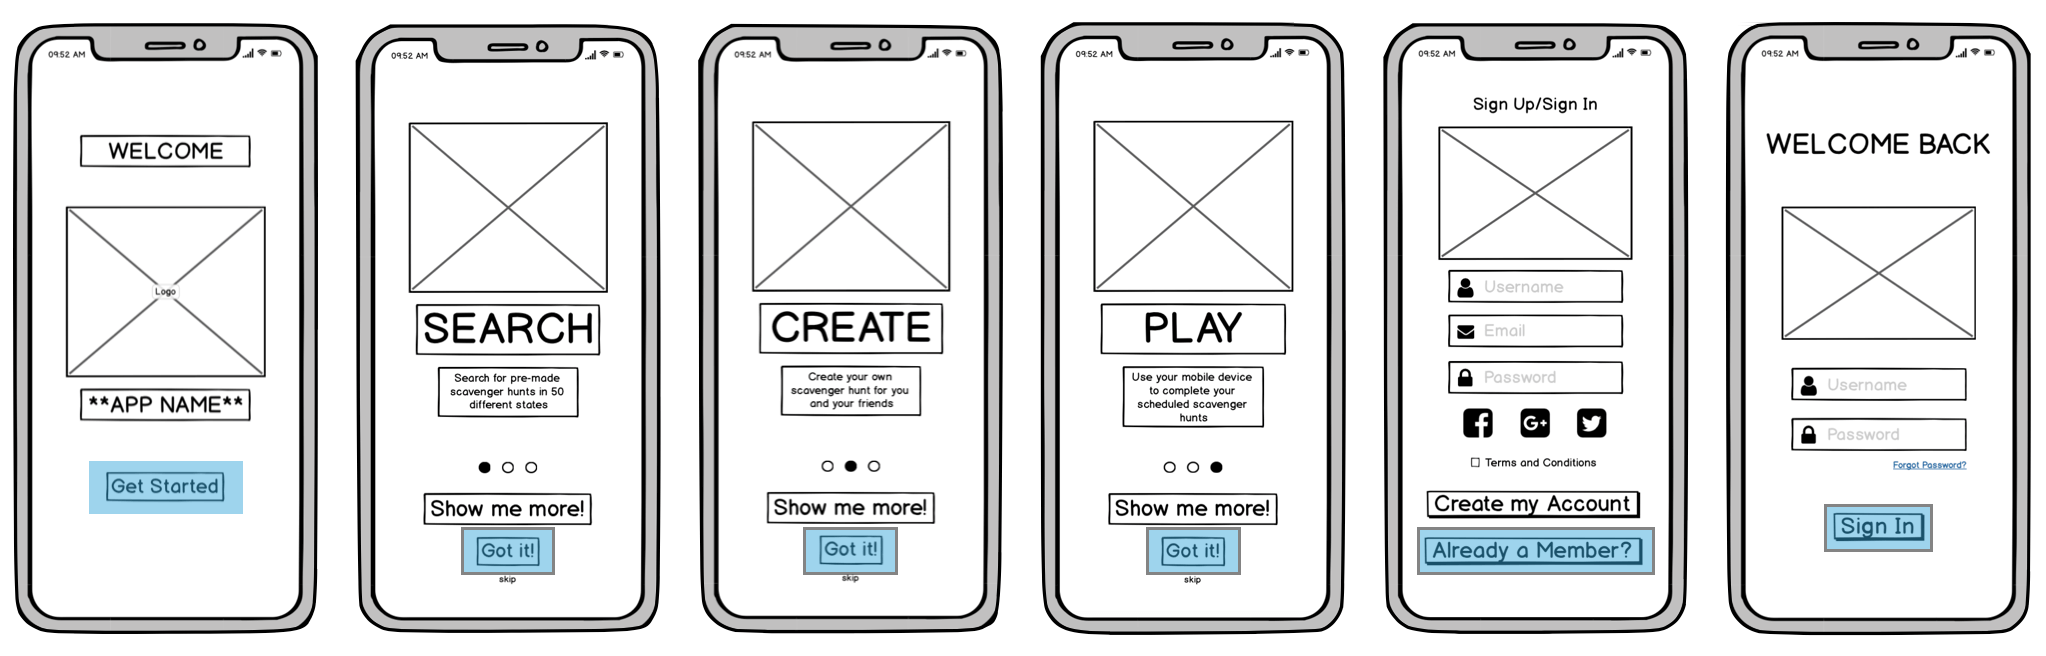 09:52 AM
WELCOME
Logo
**APP NAME**
Get Started
09:52 AM
SEARCH
Search for pre-made
scavenger hunts in 50
different states
Show me more!
Got it!
skip
09:52 AM
CREATE
Create your own
scavenger hunt for you
and your friends
Show me more!
Got it!
skip
09:52 AM
PLAY
Use your mobile device
to complete your
scheduled scavenger
hunts
Show me more!
Got it!
skip
09:52 AM
Sign Up/Sign In
Username
Email
Password
Terms and Conditions
Create my Account
Already a Member?
09:52 AM
WELCOME BACK
Username
Password
Forgot Password?
Sign In